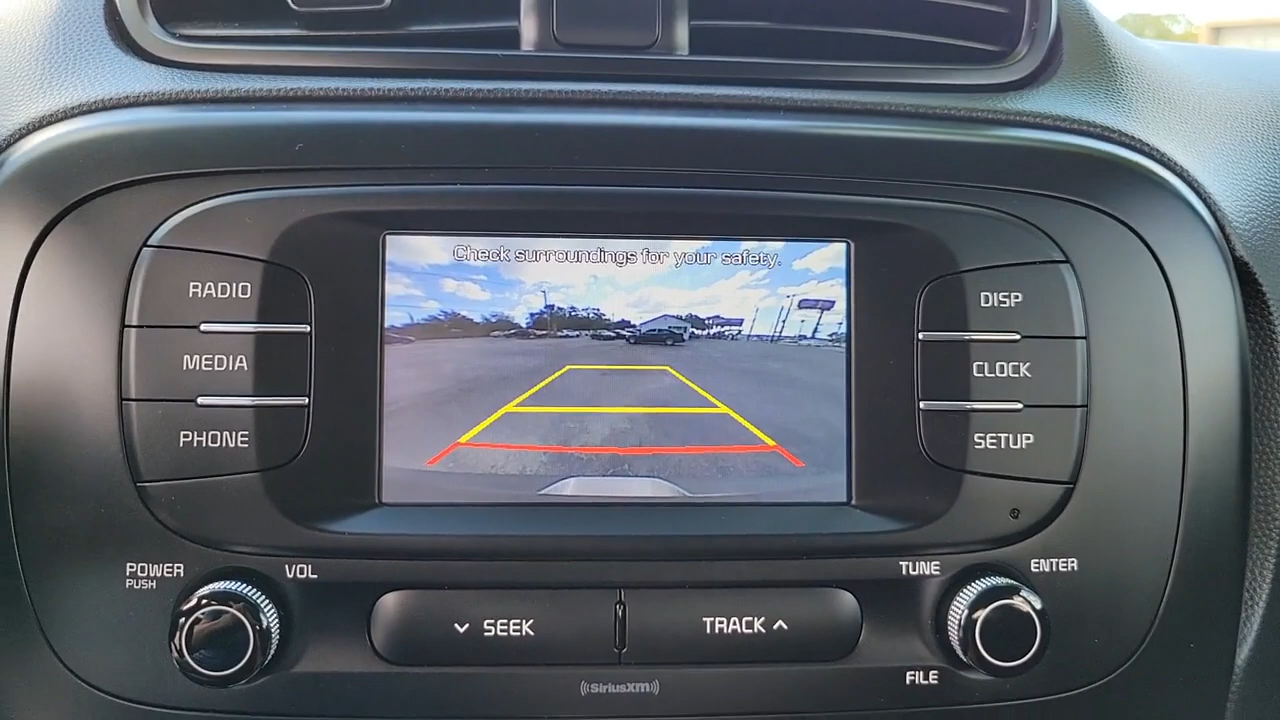 Check surroundings for your safety.
RADIO
MEDIA
PHONE
DISP
CLOCK
SETUP
POWER
PUSH
VOL
SEEK
TRACK
TUNE
ENTER
FILE
SiriusXM